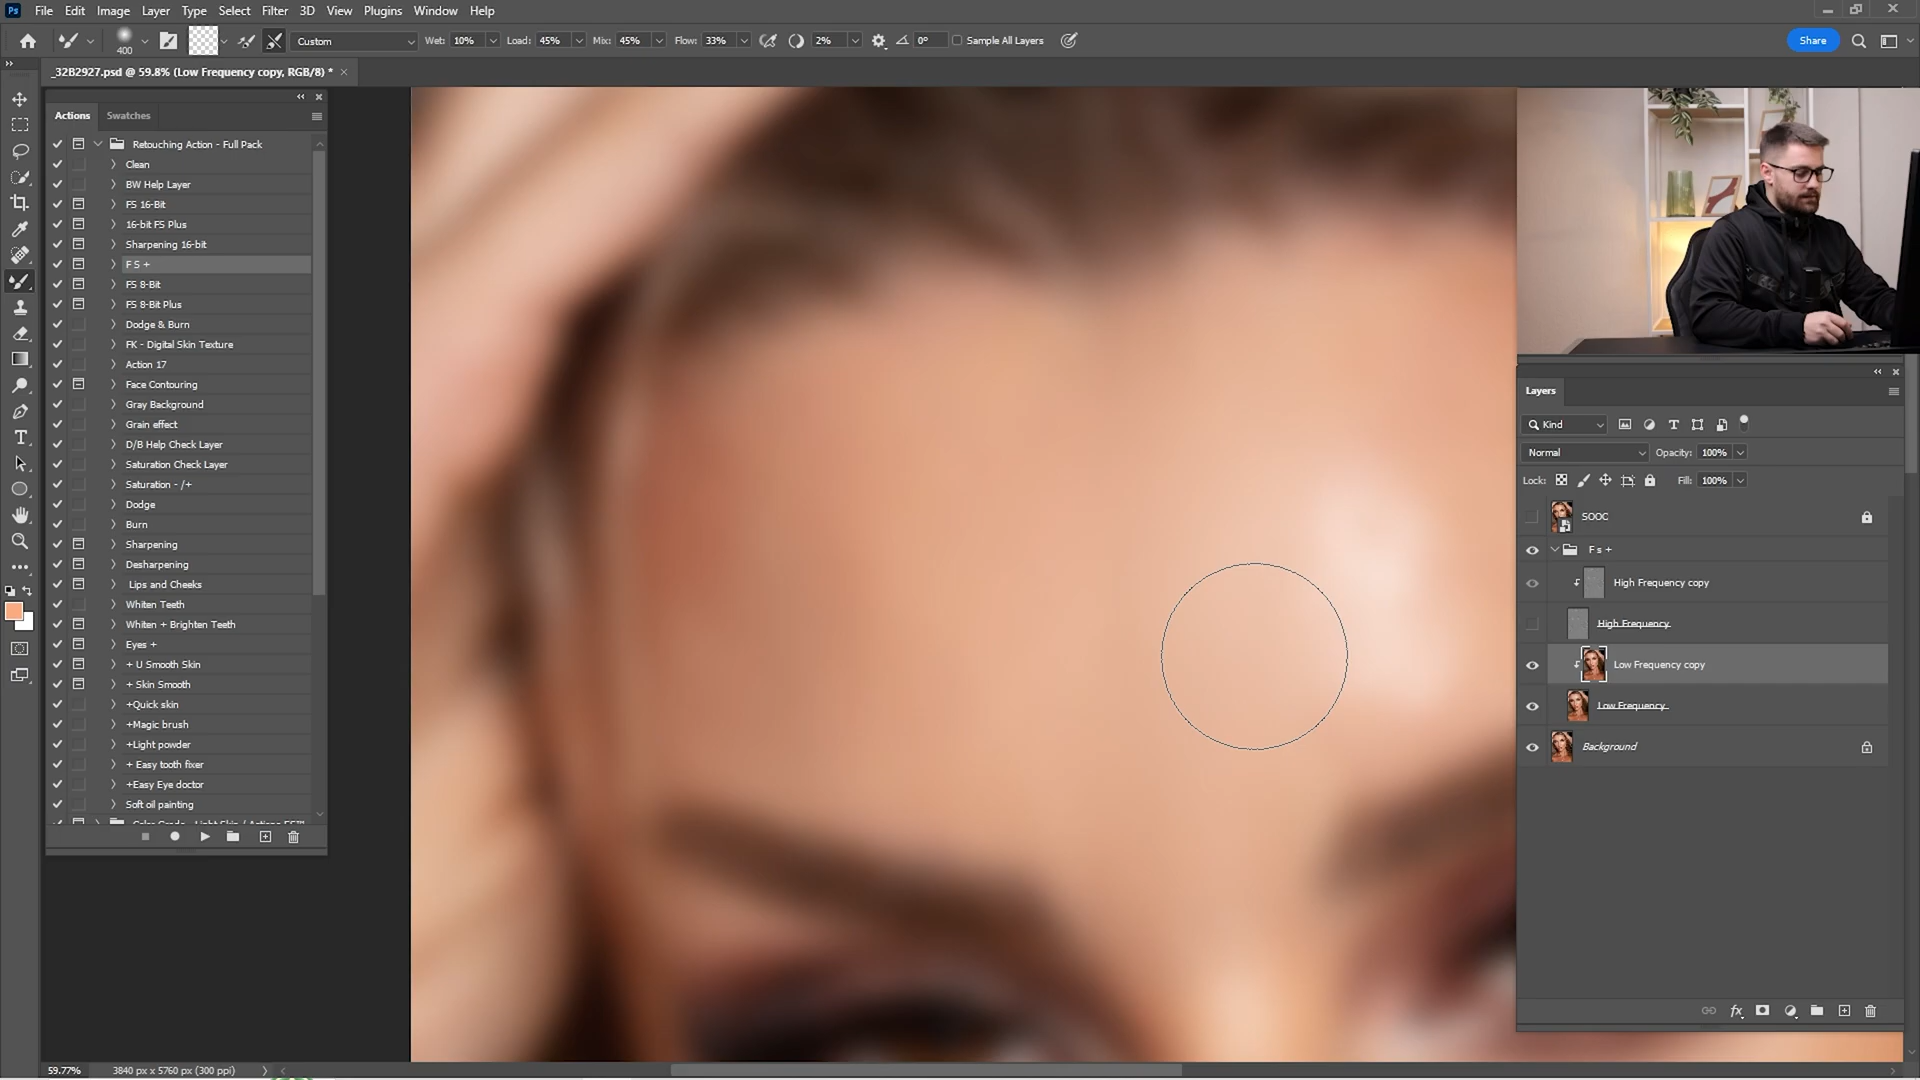 Ps File Edit Image Layer Type Select Filter 3D View Plugins Window Help
400 Custom Wet: 10% Load: 45% Mix: 45% Flow: 33% 2% 0° Sample All Layers Share
_32B2927.psd @ 59.8% (Low Frequency copy, RGB/8) *
Actions Swatches
Retouching Action - Full Pack
Clean
BW Help Layer
FS 16-Bit
16-bit FS Plus
Sharpening 16-bit
F S +
FS 8-Bit
FS 8-Bit Plus
Dodge & Burn
FK - Digital Skin Texture
Action 17
Face Contouring
Gray Background
Grain effect
D/B Help Check Layer
Saturation Check Layer
Saturation - /+
Dodge
Burn
Sharpening
Desharpening
Lips and Cheeks
Whiten Teeth
Whiten + Brighten Teeth
Eyes +
+ U Smooth Skin
+ Skin Smooth
+Quick skin
+Magic brush
+Light powder
+ Easy tooth fixer
+Easy Eye doctor
Soft oil painting
Layers
Kind
Normal Opacity: 100%
Lock: Fill: 100%
SOOC
F s +
High Frequency copy
High Frequency
Low Frequency copy
Low Frequency
Background
fx
59.77% 3840 px x 5760 px (300 ppi)